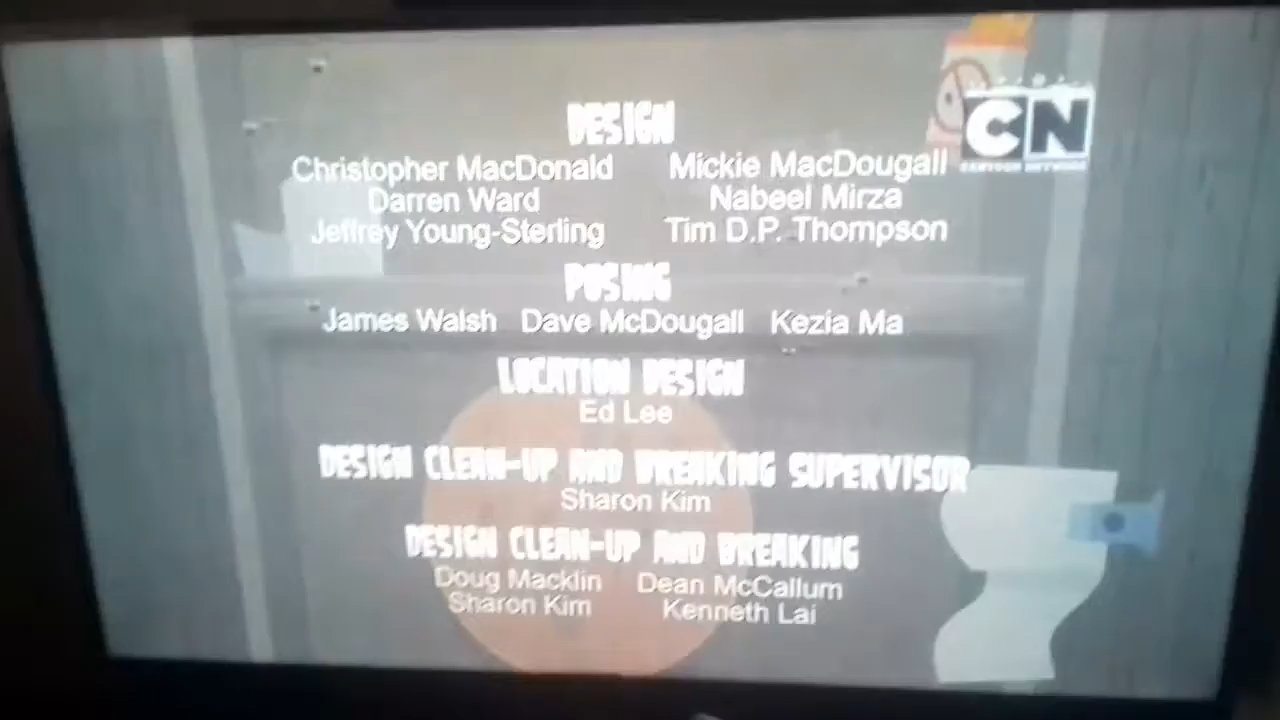 DESIGN
Christopher MacDonald Mickie MacDougall
Darren Ward Nabeel Mirza
Jeffrey Young-Sterling Tim D.P. Thompson
POSING
James Walsh Dave McDougall Kezia Ma
LOCATION DESIGN
Ed Lee
DESIGN CLEAN-UP AND BREAKING SUPERVISOR
Sharon Kim
DESIGN CLEAN-UP AND BREAKING
Doug Macklin Dean McCallum
Sharon Kim Kenneth Lai
CN
CARTOON NETWORK